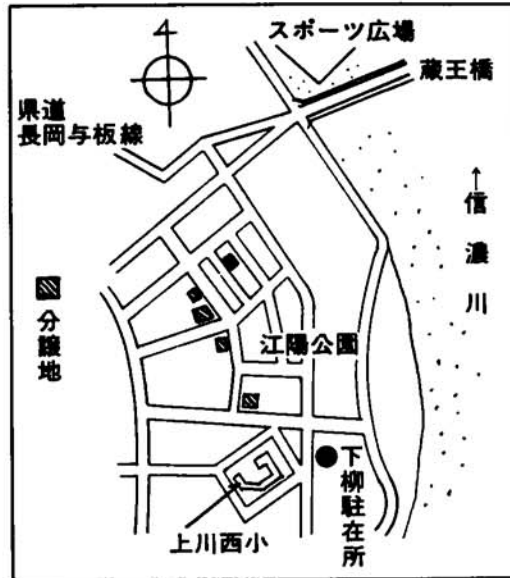 スポーツ広場
蔵王橋
県道
長岡与板線
↑信濃川
分譲地
江陽公園
下柳駐在所
上川西小